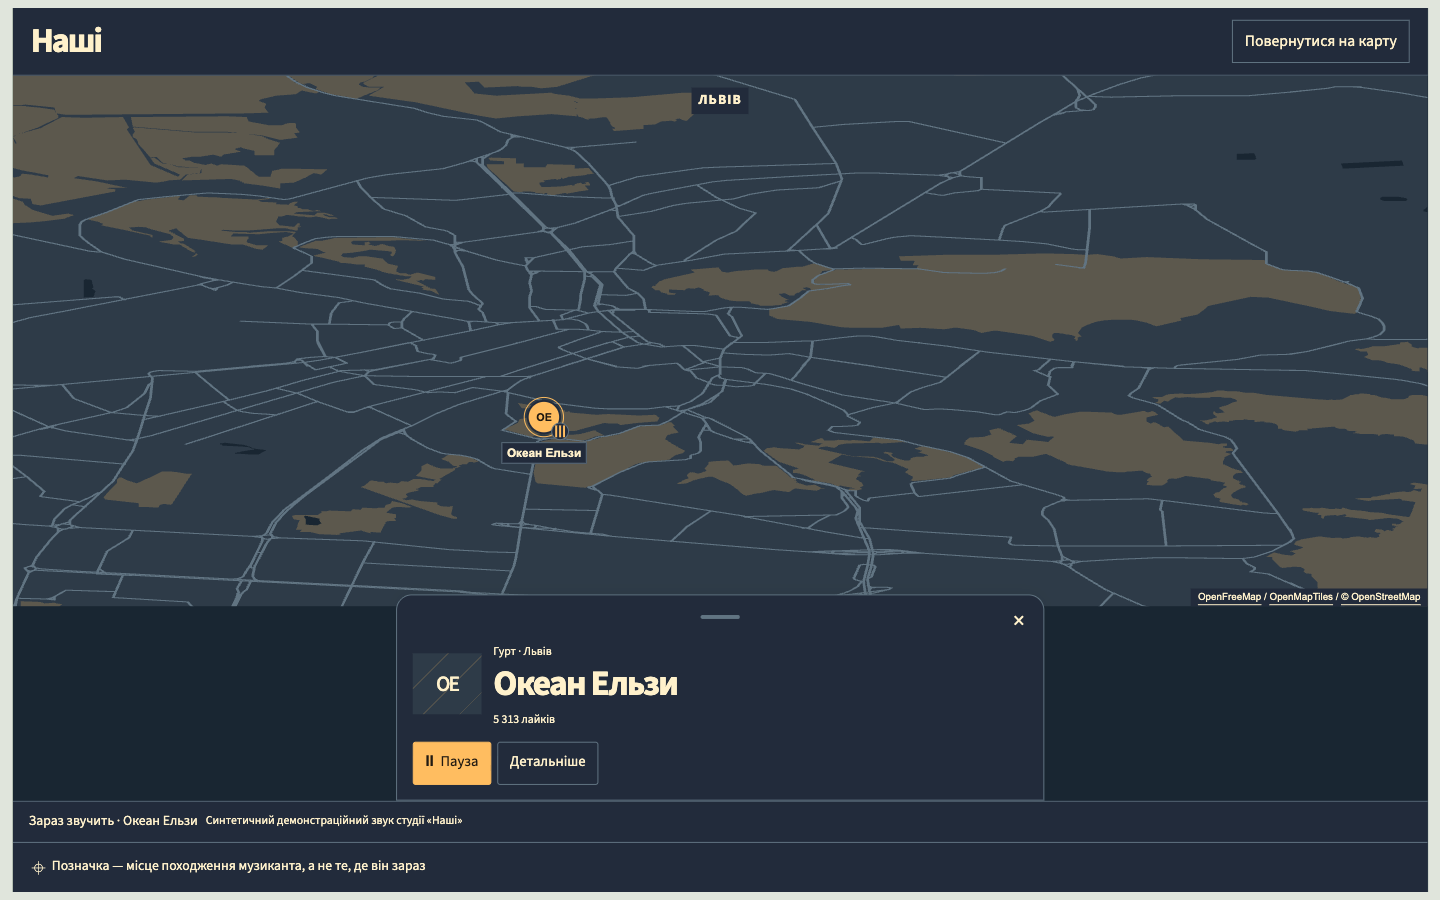 Наші
Повернутися на карту
ЛЬВІВ
ОЕ
Океан Ельзи
OpenFreeMap / OpenMapTiles / © OpenStreetMap
×
Гурт · Львів
ОЕ
Океан Ельзи
5 313 лайків
Пауза
Детальніше
Зараз звучить · Океан Ельзи Синтетичний демонстраційний звук студії «Наші»
Позначка — місце походження музиканта, а не те, де він зараз